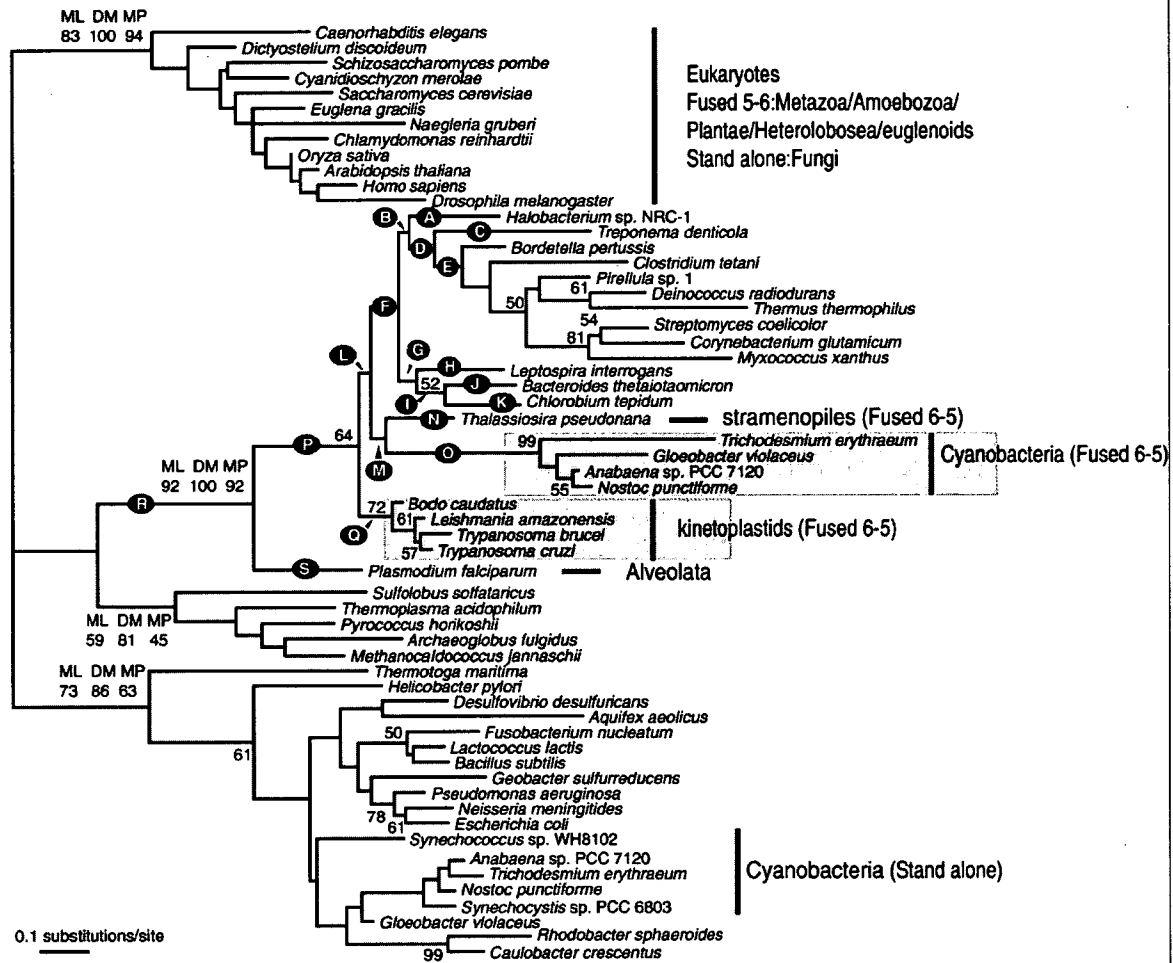 ML DM MP
83 100 94
Caenorhabditis elegans
Dictyostelium discoideum
Schizosaccharomyces pombe
Cyanidioschyzon merolae
Saccharomyces cerevisiae
Euglena gracilis
Naegleria gruberi
Chlamydomonas reinhardtii
Oryza sativa
Arabidopsis thaliana
Homo sapiens
Drosophila melanogaster
Eukaryotes
Fused 5-6:Metazoa/Amoebozoa/
Plantae/Heterolobosea/euglenoids
Stand alone:Fungi
B
A
Halobacterium sp. NRC-1
C
Treponema denticola
D
Bordetella pertussis
E
Clostridium tetani
Pirellula sp. 1
61
Deinococcus radiodurans
50
Thermus thermophilus
F
54
Streptomyces coelicolor
81
Corynebacterium glutamicum
Myxococcus xanthus
L
G
H
Leptospira interrogans
52
J
Bacteroides thetaiotaomicron
I
K
Chlorobium tepidum
N
Thalassiosira pseudonana
stramenopiles (Fused 6-5)
64
P
M
O
99
Trichodesmium erythraeum
Gloeobacter violaceus
Anabaena sp. PCC 7120
55
Nostoc punctiforme
Cyanobacteria (Fused 6-5)
ML DM MP
92 100 92
R
72
Bodo caudatus
61
Leishmania amazonensis
Q
Trypanosoma brucei
57
Trypanosoma cruzi
kinetoplastids (Fused 6-5)
S
Plasmodium falciparum
Alveolata
Sulfolobus solfataricus
Thermoplasma acidophilum
Pyrococcus horikoshii
ML DM MP
59 81 45
Archaeoglobus fulgidus
Methanocaldococcus jannaschii
ML DM MP
73 86 63
Thermotoga maritima
Helicobacter pylori
Desulfovibrio desulfuricans
Aquifex aeolicus
50
Fusobacterium nucleatum
61
Lactococcus lactis
Bacillus subtilis
Geobacter sulfurreducens
Pseudomonas aeruginosa
78
Neisseria meningitides
61
Escherichia coli
Synechococcus sp. WH8102
Anabaena sp. PCC 7120
Trichodesmium erythraeum
Nostoc punctiforme
Synechocystis sp. PCC 6803
Cyanobacteria (Stand alone)
Gloeobacter violaceus
0.1 substitutions/site
Rhodobacter sphaeroides
99
Caulobacter crescentus